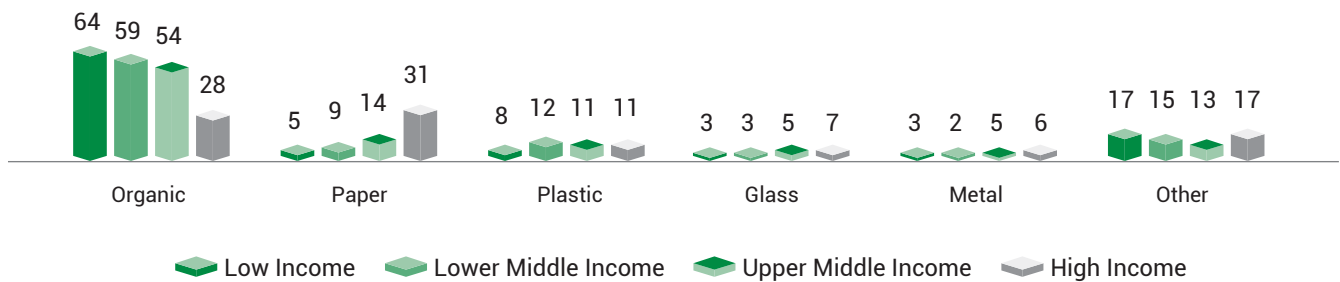 64 59 54 28
5 9 14 31
8 12 11 11
3 3 5 7
3 2 5 6
17 15 13 17
Organic Paper Plastic Glass Metal Other
Low Income Lower Middle Income Upper Middle Income High Income